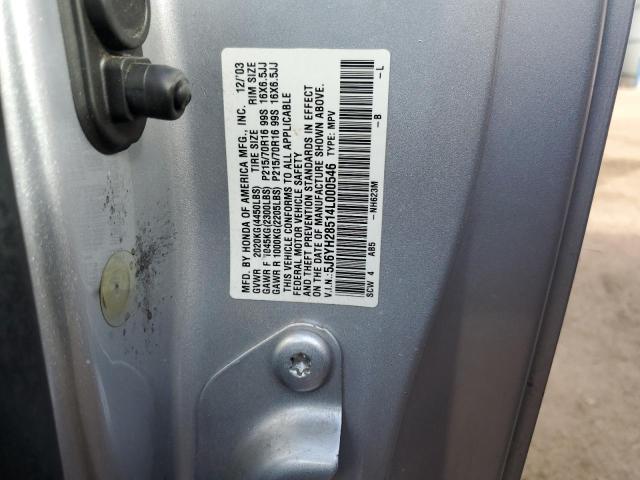 MFD. BY HONDA OF AMERICA MFG., INC. 12/'03
GVWR 2020KG(4450LBS) TIRE SIZE RIM SIZE
GAWR F 1045KG(2300LBS) P215/70R16 99S 16X6.5JJ
GAWR R 1000KG(2205LBS) P215/70R16 99S 16X6.5JJ
THIS VEHICLE CONFORMS TO ALL APPLICABLE
FEDERAL MOTOR VEHICLE SAFETY
AND THEFT PREVENTION STANDARDS IN EFFECT
ON THE DATE OF MANUFACTURE SHOWN ABOVE.
V.I.N.:5J6YH28514L000546 TYPE: MPV
SCW 4 AB5 -NH623M -B -L